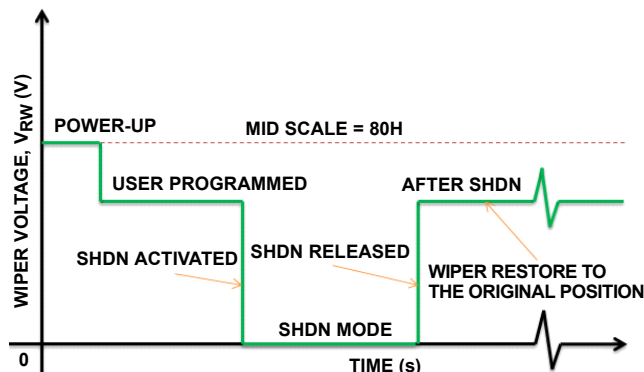 WIPER VOLTAGE, VRW (V)
POWER-UP
MID SCALE = 80H
USER PROGRAMMED
AFTER SHDN
SHDN ACTIVATED
SHDN RELEASED
WIPER RESTORE TO
THE ORIGINAL POSITION
SHDN MODE
0
TIME (s)